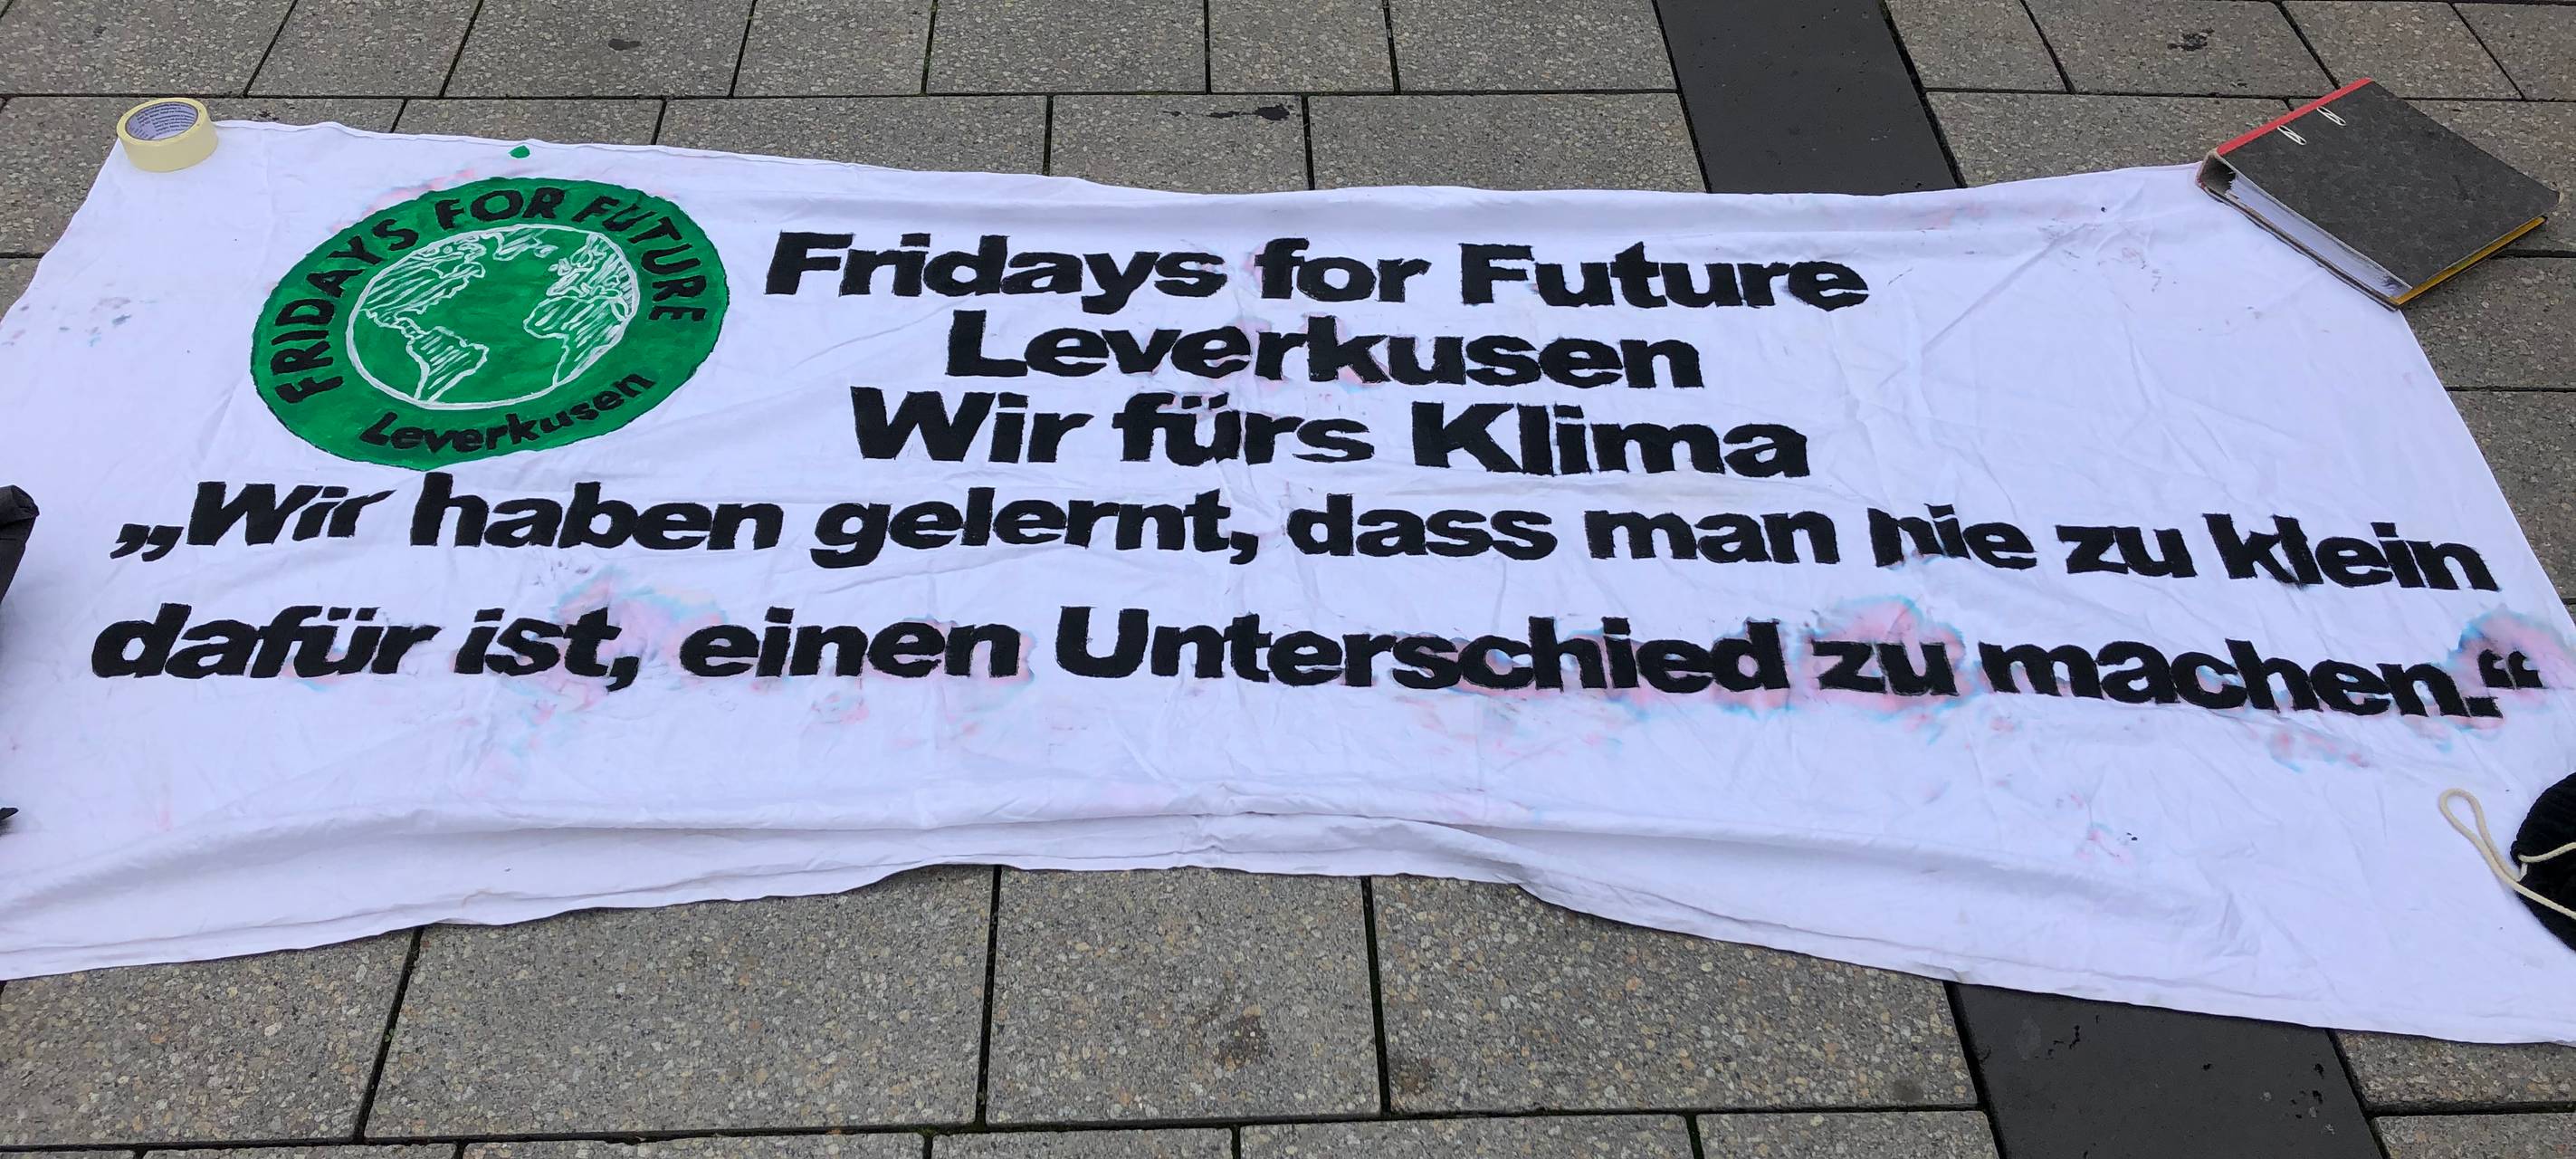 FRIDAYS FOR FUTURE
Leverkusen
Fridays for Future
Leverkusen
Wir fürs Klima
„Wir haben gelernt, dass man nie zu klein
dafür ist, einen Unterschied zu machen.“